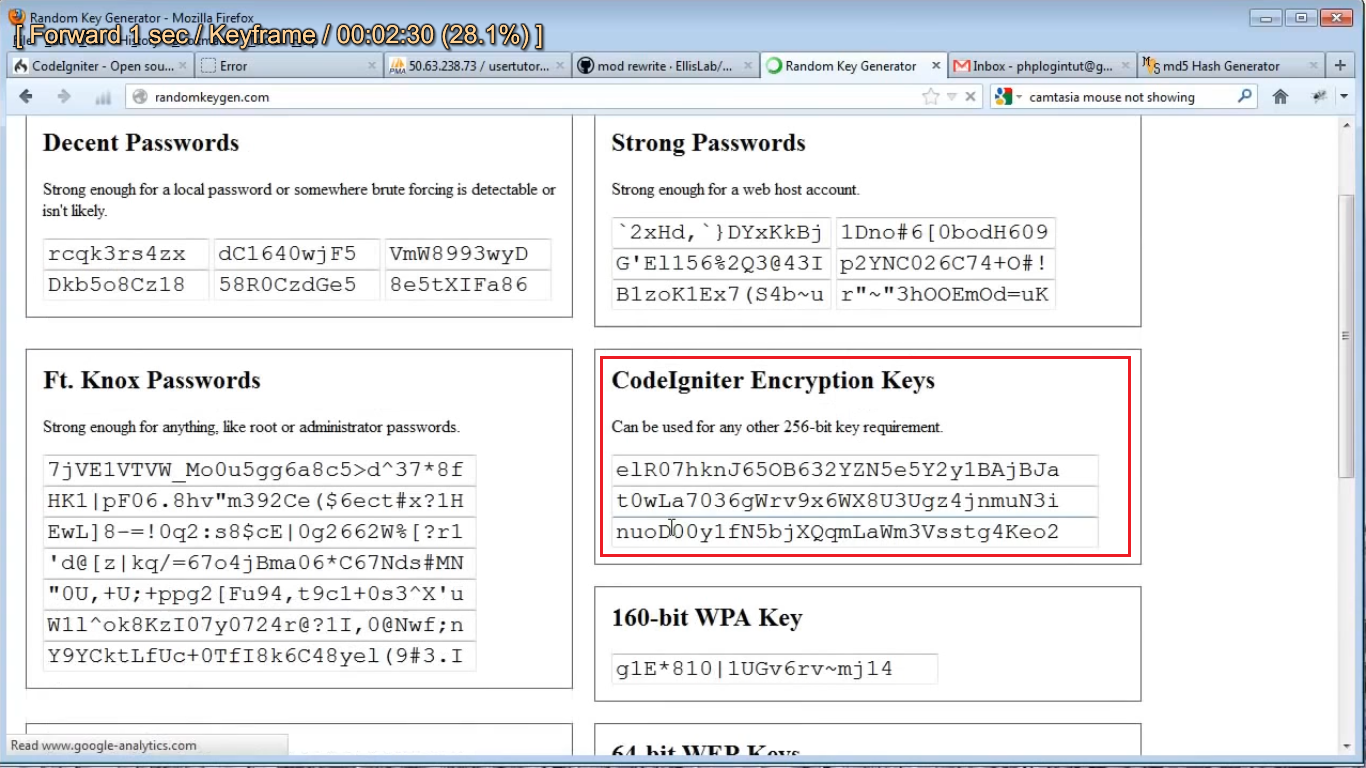 Random Key Generator - Mozilla Firefox
[ Forward 1 sec / Keyframe / 00:02:30 (28.1%) ]
CodeIgniter - Open sou...
Error
50.63.238.73 / usertutor...
mod rewrite · EllisLab/...
Random Key Generator
Inbox - phplogintut@g...
md5 Hash Generator
randomkeygen.com
camtasia mouse not showing
Decent Passwords
Strong enough for a local password or somewhere brute forcing is detectable or
isn't likely.
rcqk3rs4zx dC1640wjF5 VmW8993wyD
Dkb5o8Cz18 58R0CzdGe5 8e5tXIFa86
Strong Passwords
Strong enough for a web host account.
`2xHd,`}DYxKkBj 1Dno#6[0bodH609
G'El156%2Q3@43I p2YNC026C74+O#!
B1zoK1Ex7(S4b~u r"~"3hOOEmOd=uK
Ft. Knox Passwords
Strong enough for anything, like root or administrator passwords.
7jVE1VTVW_Mo0u5gg6a8c5>d^37*8f
HK1|pF06.8hv"m392Ce($6ect#x?1H
EwL]8-=!0q2:s8$cE|0g2662W%[?r1
'd@[z|kq/=67o4jBma06*C67Nds#MN
"0U,+U;+ppg2[Fu94,t9c1+0s3^X'u
W1l^ok8KzI07y0724r@?1I,0@Nwf;n
Y9YCktLfUc+0TfI8k6C48yel(9#3.I
CodeIgniter Encryption Keys
Can be used for any other 256-bit key requirement.
elR07hknJ65OB632YZN5e5Y2y1BAjBJa
t0wLa7036gWrv9x6WX8U3Ugz4jnmuN3i
nuoD00y1fN5bjXQqmLaWm3Vsstg4Keo2
160-bit WPA Key
g1E*810|1UGv6rv~mj14
64-bit WEP Keys
Read www.google-analytics.com